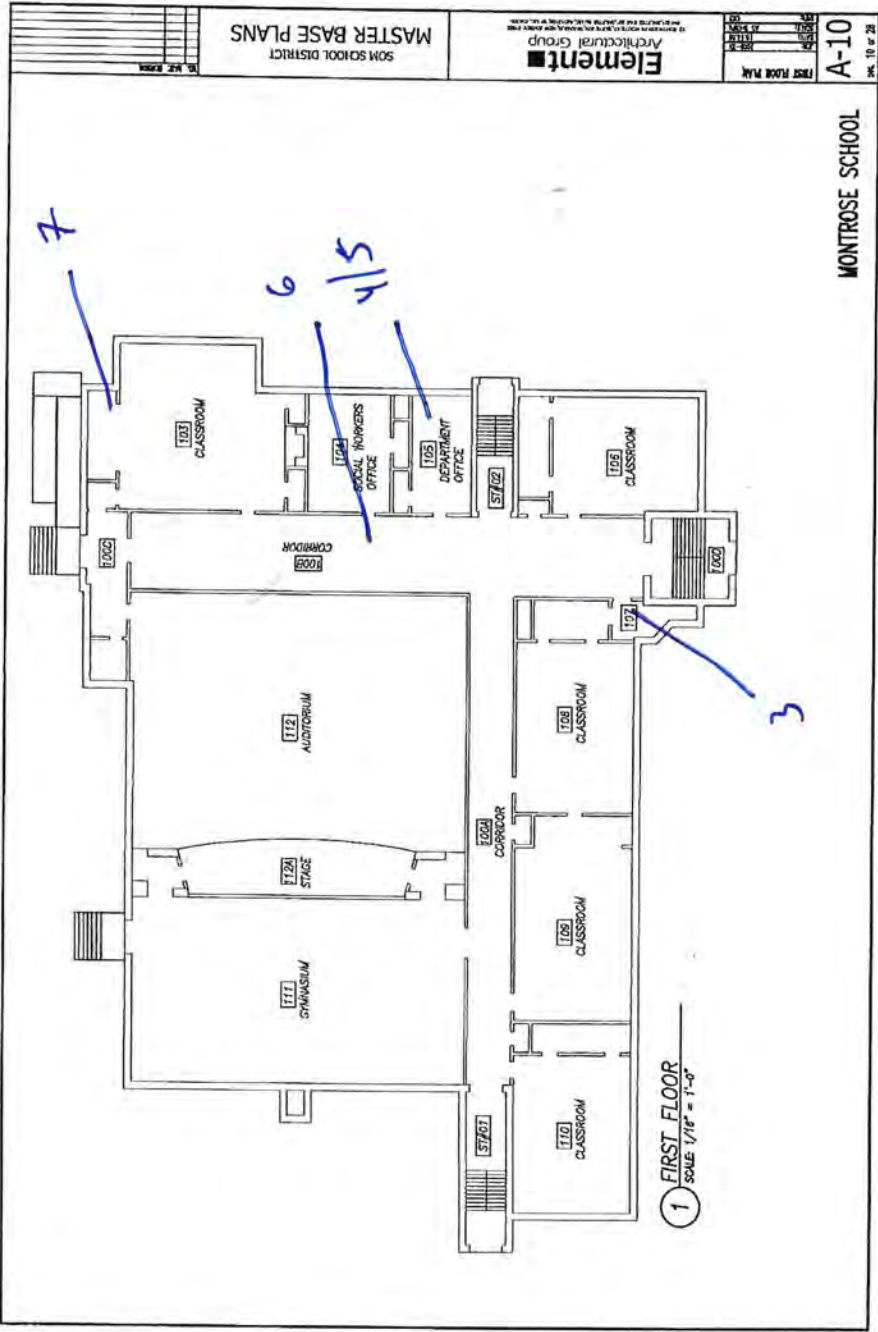 7
6
4/5
3
103
CLASSROOM
104
SOCIAL WORKERS
OFFICE
105
DEPARTMENT
OFFICE
ST#02
106
CLASSROOM
100C
100B
CORRIDOR
100D
107
112
AUDITORIUM
108
CLASSROOM
112A
STAGE
100A
CORRIDOR
109
CLASSROOM
111
GYMNASIUM
ST#01
110
CLASSROOM
1
FIRST FLOOR
SCALE: 1/16" = 1'-0"
MONTROSE SCHOOL
SOM SCHOOL DISTRICT
MASTER BASE PLANS
Element
Architectural Group
FIRST FLOOR PLAN
A-10
10 OF 28